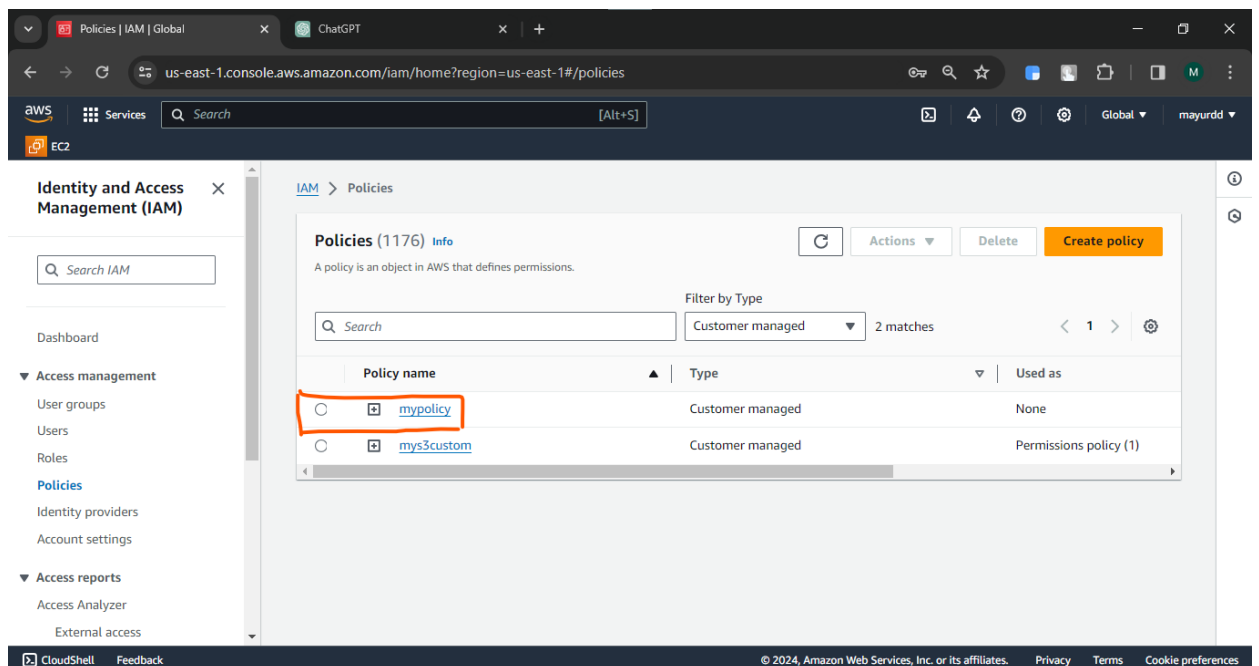 Policies | IAM | Global
ChatGPT
us-east-1.console.aws.amazon.com/iam/home?region=us-east-1#/policies
M
aws
Services
Search
[Alt+S]
Global
mayurdd
EC2
Identity and Access
Management (IAM)
Search IAM
Dashboard
Access management
User groups
Users
Roles
Policies
Identity providers
Account settings
Access reports
Access Analyzer
External access
IAM > Policies
Policies (1176) Info
Actions
Delete
Create policy
A policy is an object in AWS that defines permissions.
Filter by Type
Search
Customer managed
2 matches
1
Policy name
Type
Used as
mypolicy
Customer managed
None
mys3custom
Customer managed
Permissions policy (1)
CloudShell
Feedback
© 2024, Amazon Web Services, Inc. or its affiliates.
Privacy
Terms
Cookie preferences